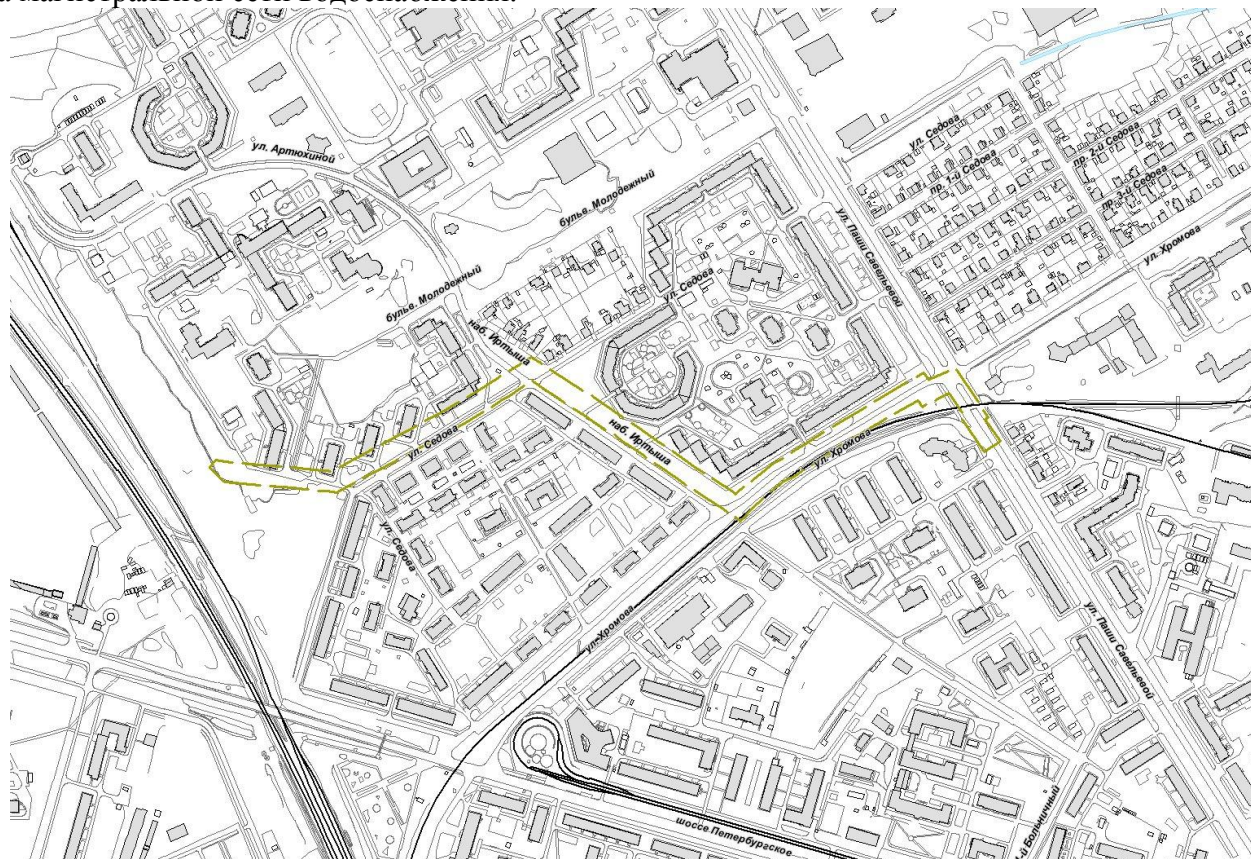 а магистральной сети водоснабжения.
ул. Артюхиной
бульв. Молодежный
ул. Седова
пр. 1-й Седова
пр. 2-й Седова
пр. 3-й Седова
ул. Паши Савельевой
ул. Хромова
ул. Седова
бульв. Молодежный
наб. Иртыша
наб. Иртыша
ул. Седова
ул. Хромова
ул. Седова
ул. Хромова
ул. Паши Савельевой
шоссе Петербургское
-й Больничный